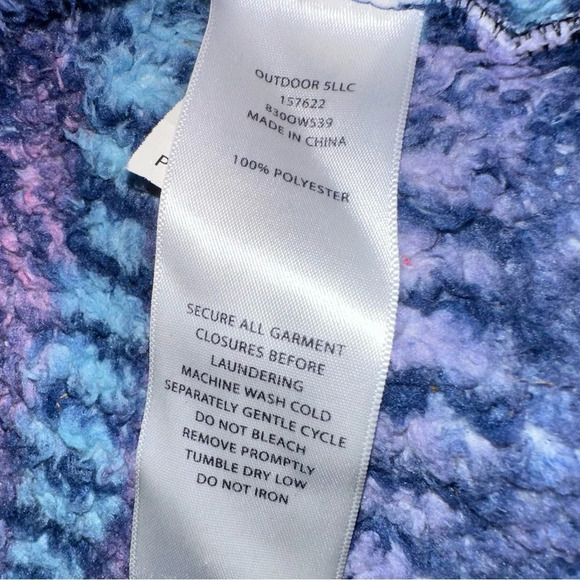 OUTDOOR 5LLC
157622
830OW539
MADE IN CHINA
100% POLYESTER
P
SECURE ALL GARMENT
CLOSURES BEFORE
LAUNDERING
MACHINE WASH COLD
SEPARATELY GENTLE CYCLE
DO NOT BLEACH
REMOVE PROMPTLY
TUMBLE DRY LOW
DO NOT IRON